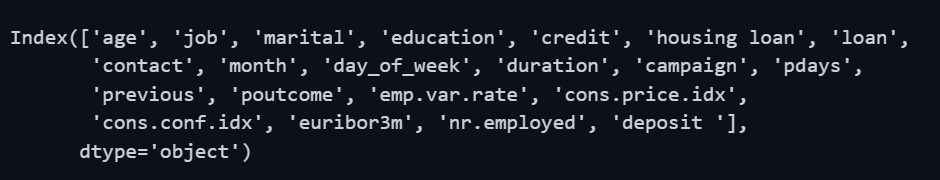 Index(['age', 'job', 'marital', 'education', 'credit', 'housing loan', 'loan',
'contact', 'month', 'day_of_week', 'duration', 'campaign', 'pdays',
'previous', 'poutcome', 'emp.var.rate', 'cons.price.idx',
'cons.conf.idx', 'euribor3m', 'nr.employed', 'deposit '],
dtype='object')